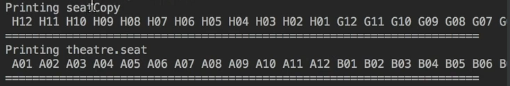 Printing seatCopy
H12 H11 H10 H09 H08 H07 H06 H05 H04 H03 H02 H01 G12 G11 G10 G09 G08 G07 G
================================================================
Printing theatre.seat
A01 A02 A03 A04 A05 A06 A07 A08 A09 A10 A11 A12 B01 B02 B03 B04 B05 B06 B
================================================================